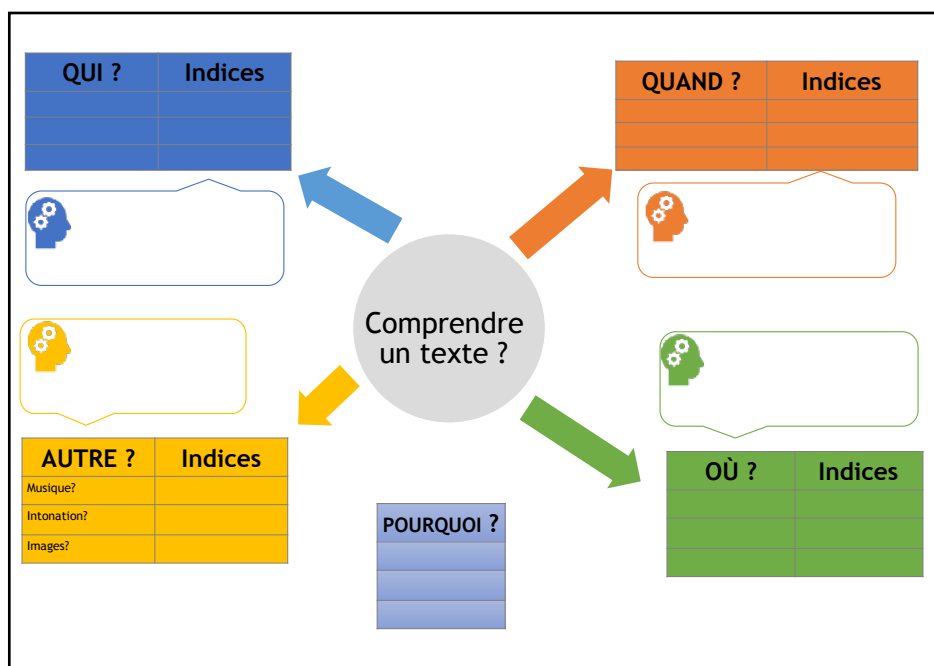 QUI ? Indices
QUAND ? Indices
Comprendre
un texte ?
AUTRE ? Indices
Musique?
Intonation?
Images?
POURQUOI ?
OÙ ? Indices